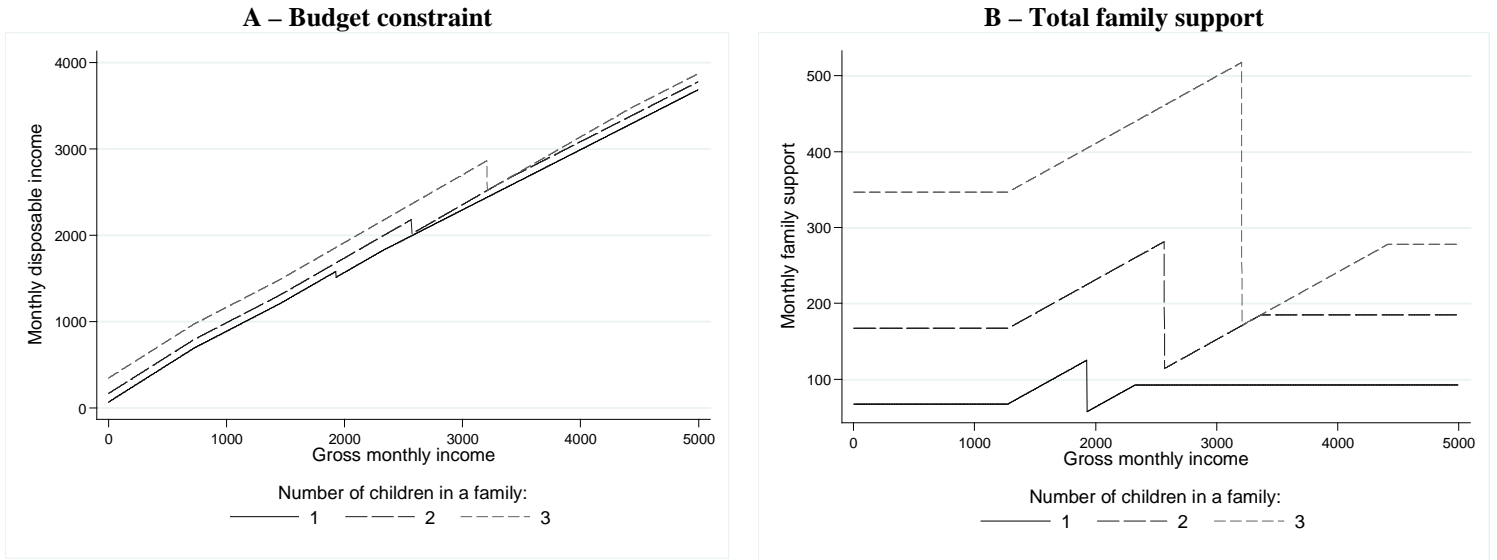 A – Budget constraint
Monthly disposable income
4000
3000
2000
1000
0
0 1000 2000 3000 4000 5000
Gross monthly income
Number of children in a family:
1 2 3
B – Total family support
Monthly family support
500
400
300
200
100
0 1000 2000 3000 4000 5000
Gross monthly income
Number of children in a family:
1 2 3